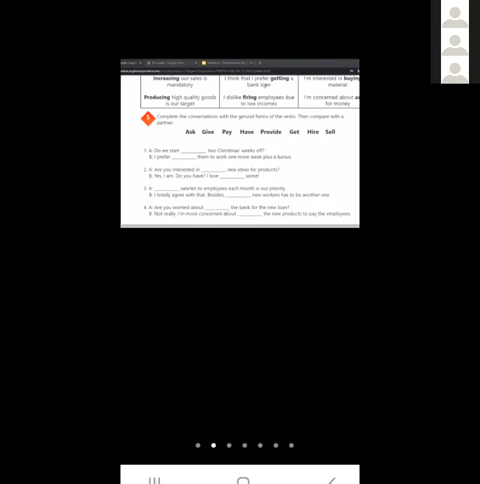 Increasing our sales is
mandatory
I think that I prefer getting a
bank loan
I'm interested in buying
material
Producing high quality goods
is our target
I dislike firing employees due
to low incomes
I'm concerned about
for money
5
Complete the conversations with the gerund forms of the verbs. Then compare with a
partner.
Ask Give Pay Have Provide Get Hire Sell
1. A: Do we start __________ two Christmas weeks off?
B: I prefer __________ them to work one more week plus a bonus.
2. A: Are you interested in __________ new ideas for products?
B: Yes, I am. Do you have? I love __________ some!
3. A: __________ salaries to employees each month is our priority.
B: I totally agree with that. Besides, __________ new workers has to be another one.
4. A: Are you worried about __________ the bank for the new loan?
B: Not really, I'm more concerned about __________ the new products to pay the employees.